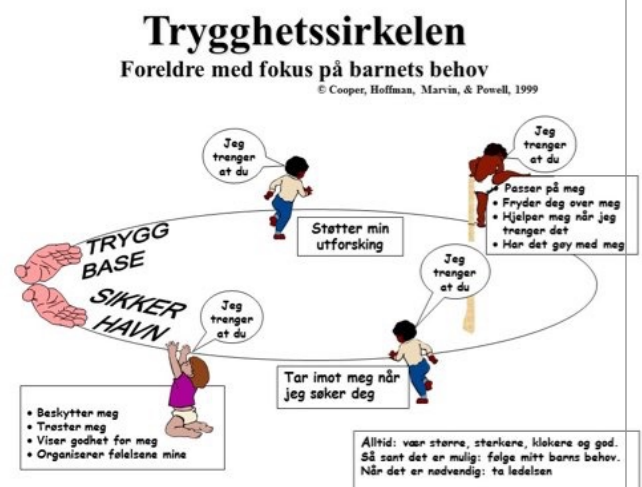 Trygghetssirkelen
Foreldre med fokus på barnets behov
© Cooper, Hoffman, Marvin, & Powell, 1999
Jeg
trenger
at du
Støtter min
utforsking
Jeg
trenger
at du
• Passer på meg
• Fryder deg over meg
• Hjelper meg når jeg
trenger det
• Har det gøy med meg
TRYGG
BASE
SIKKER
HAVN
Jeg
trenger
at du
Tar imot meg når
jeg søker deg
Jeg
trenger
at du
• Beskytter meg
• Trøster meg
• Viser godhet for meg
• Organiserer følelsene mine
Alltid: vær større, sterkere, klokere og god.
Så sant det er mulig: følge mitt barns behov.
Når det er nødvendig: ta ledelsen